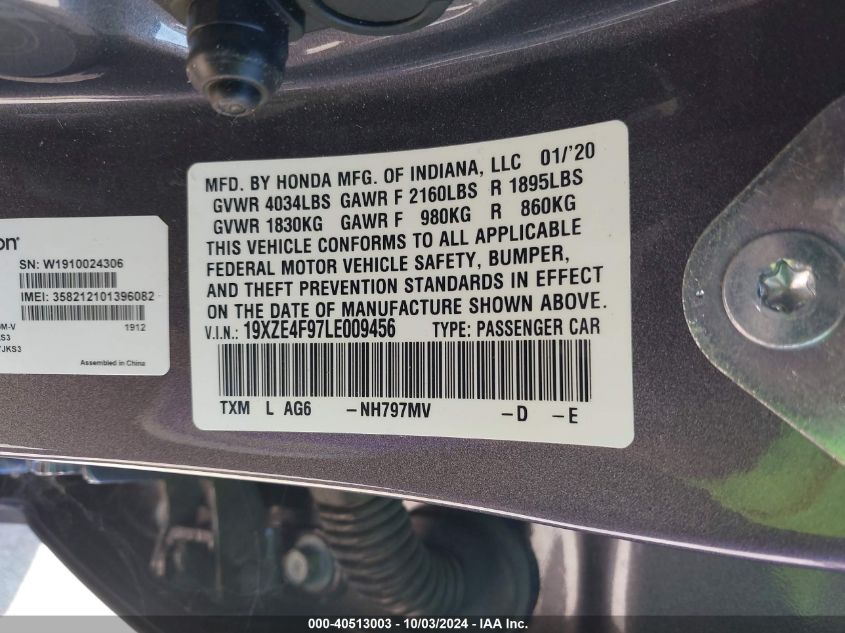 on®
SN: W1910024306
IMEI: 358212101396082
1912
Assembled in China
MFD. BY HONDA MFG. OF INDIANA, LLC 01/'20
GVWR 4034LBS GAWR F 2160LBS R 1895LBS
GVWR 1830KG GAWR F 980KG R 860KG
THIS VEHICLE CONFORMS TO ALL APPLICABLE
FEDERAL MOTOR VEHICLE SAFETY, BUMPER,
AND THEFT PREVENTION STANDARDS IN EFFECT
ON THE DATE OF MANUFACTURE SHOWN ABOVE.
V.I.N.: 19XZE4F97LE009456 TYPE: PASSENGER CAR
TXM L AG6 -NH797MV -D -E
000-40513003 - 10/03/2024 - IAA Inc.